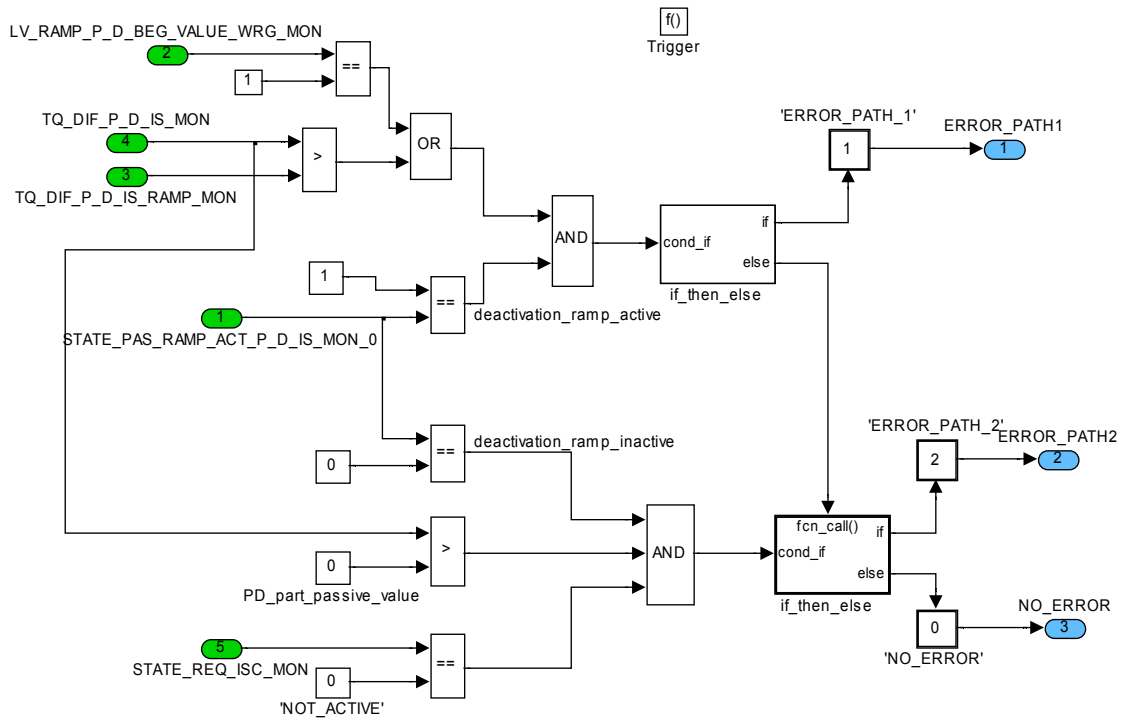 f()
Trigger
LV_RAMP_P_D_BEG_VALUE_WRG_MON
2
==
1
TQ_DIF_P_D_IS_MON
4
>
OR
3
TQ_DIF_P_D_IS_RAMP_MON
'ERROR_PATH_1'
1
ERROR_PATH1
1
AND
cond_if
if
else
if_then_else
1
==
deactivation_ramp_active
1
STATE_PAS_RAMP_ACT_P_D_IS_MON_0
==
deactivation_ramp_inactive
0
'ERROR_PATH_2'
2
ERROR_PATH2
2
>
0
PD_part_passive_value
AND
fcn_call()
cond_if
if
else
if_then_else
5
STATE_REQ_ISC_MON
==
0
'NOT_ACTIVE'
0
'NO_ERROR'
NO_ERROR
3